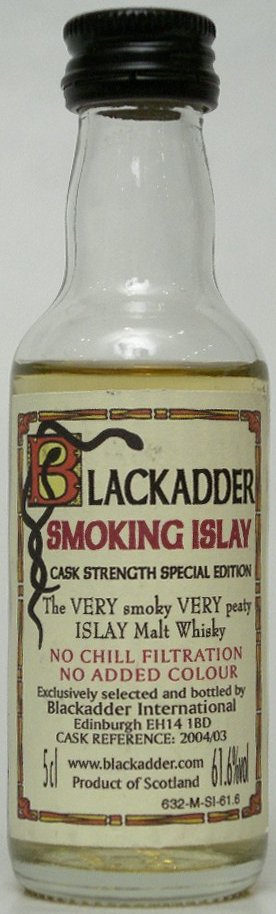 BLACKADDER
SMOKING ISLAY
CASK STRENGTH SPECIAL EDITION
The VERY smoky VERY peaty
ISLAY Malt Whisky
NO CHILL FILTRATION
NO ADDED COLOUR
Exclusively selected and bottled by
Blackadder International
Edinburgh EH14 1BD
CASK REFERENCE: 2004/03
5cl www.blackadder.com 61.6%vol
Product of Scotland
632-M-SI-61.6